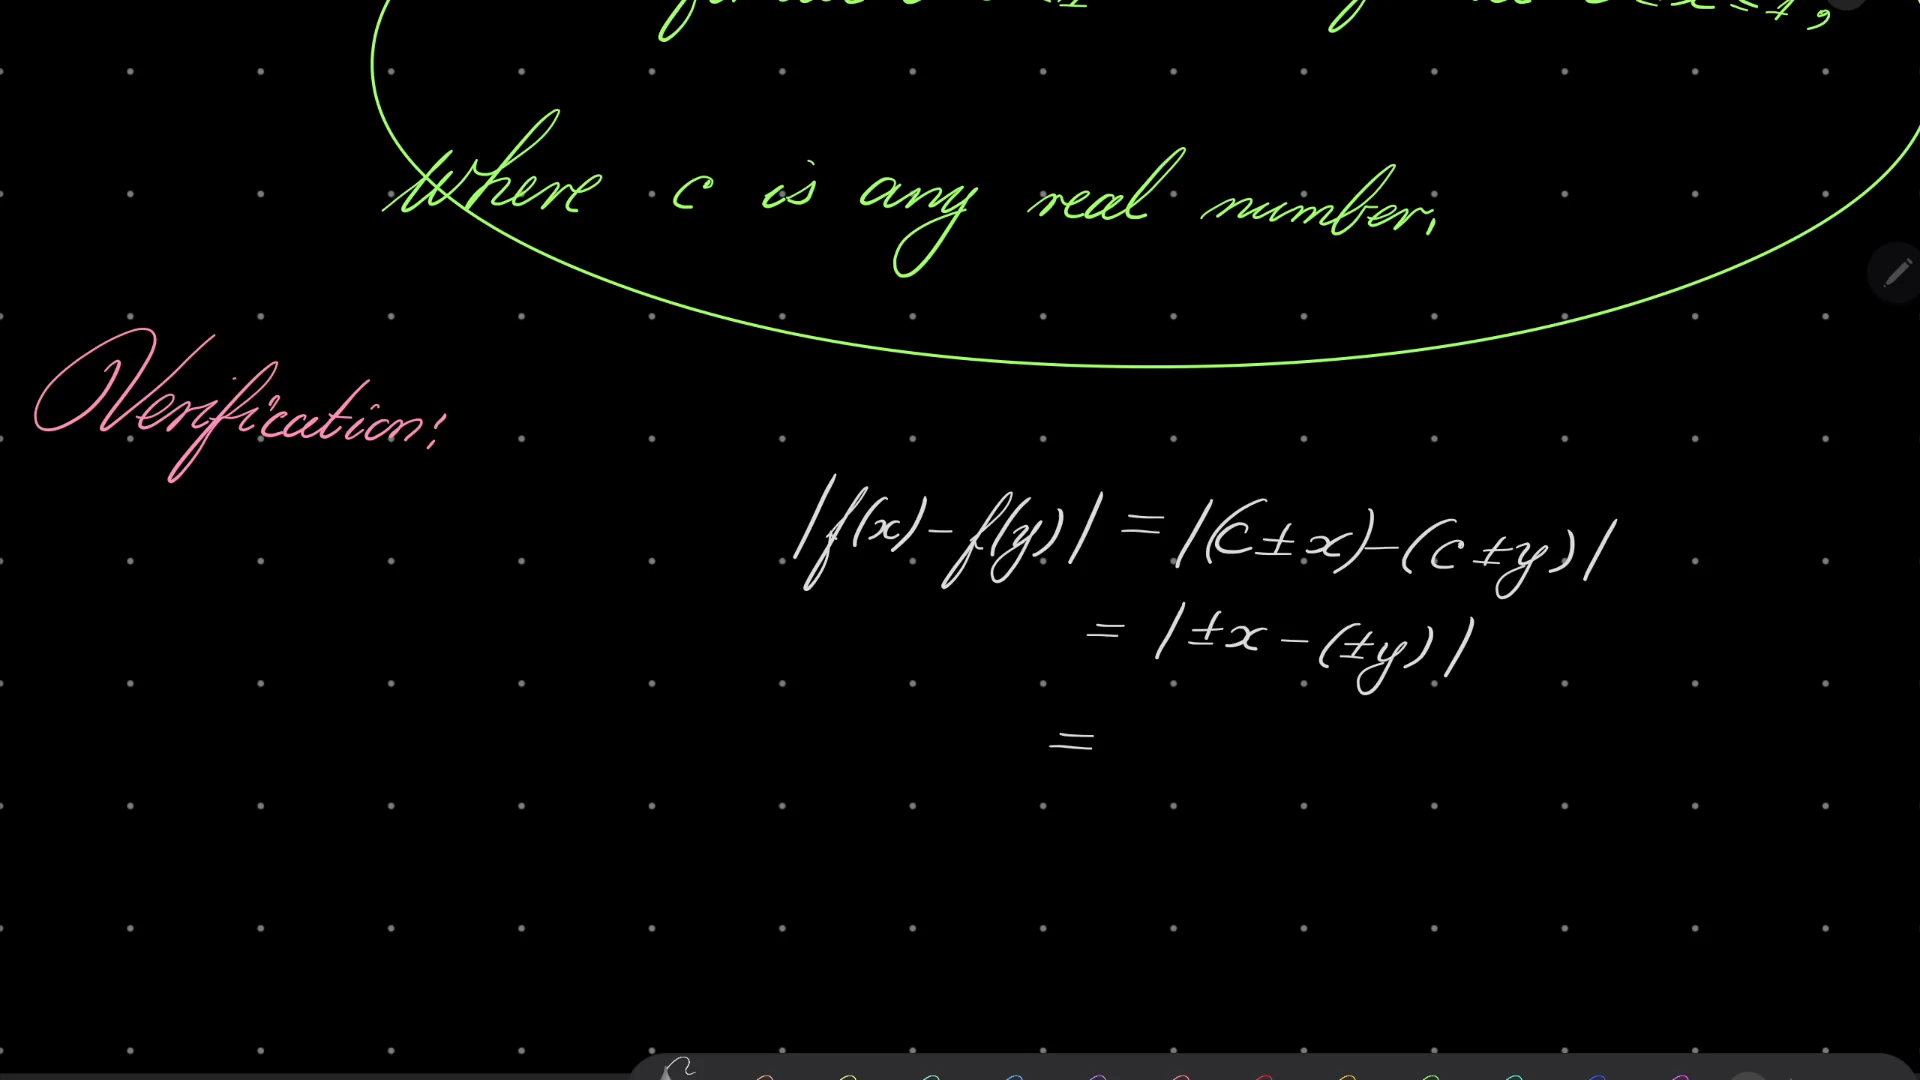 where c is any real number.
Verification:
|f(x)-f(y)| = |(C±x)-(c±y)|
= |±x-(±y)|
=